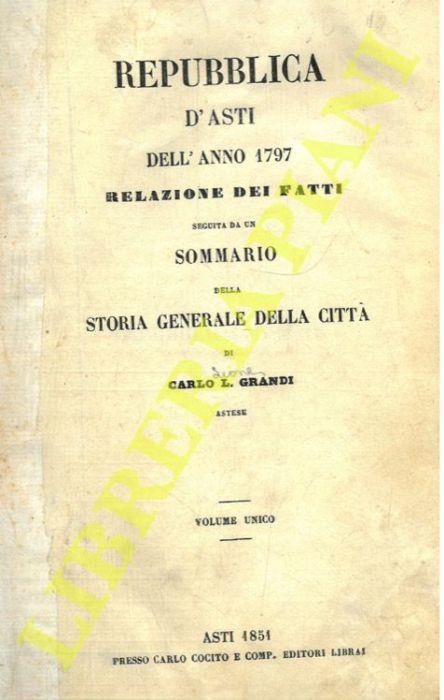 REPUBBLICA
D'ASTI
DELL'ANNO 1797
RELAZIONE DEI FATTI
SEGUITA DA UN
SOMMARIO
DELLA
STORIA GENERALE DELLA CITTÀ
DI
Leone
CARLO L. GRANDI
ASTESE
VOLUME UNICO
ASTI 1851
PRESSO CARLO COCITO E COMP. EDITORI LIBRAI
LIBRERIA PIANI